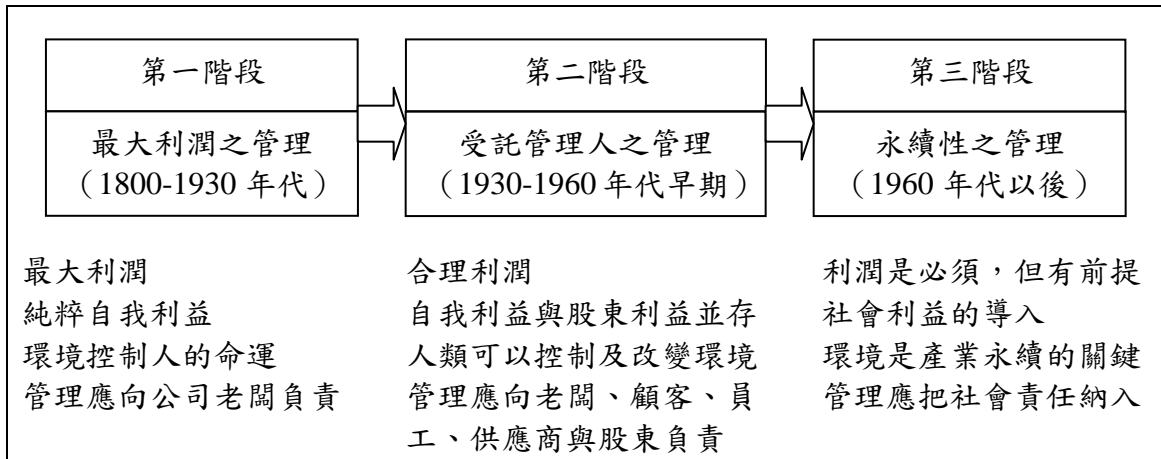 第一階段
最大利潤之管理
（1800-1930 年代）
最大利潤
純粹自我利益
環境控制人的命運
管理應向公司老闆負責
第二階段
受託管理人之管理
（1930-1960 年代早期）
合理利潤
自我利益與股東利益並存
人類可以控制及改變環境
管理應向老闆、顧客、員
工、供應商與股東負責
第三階段
永續性之管理
（1960 年代以後）
利潤是必須，但有前提
社會利益的導入
環境是產業永續的關鍵
管理應把社會責任納入